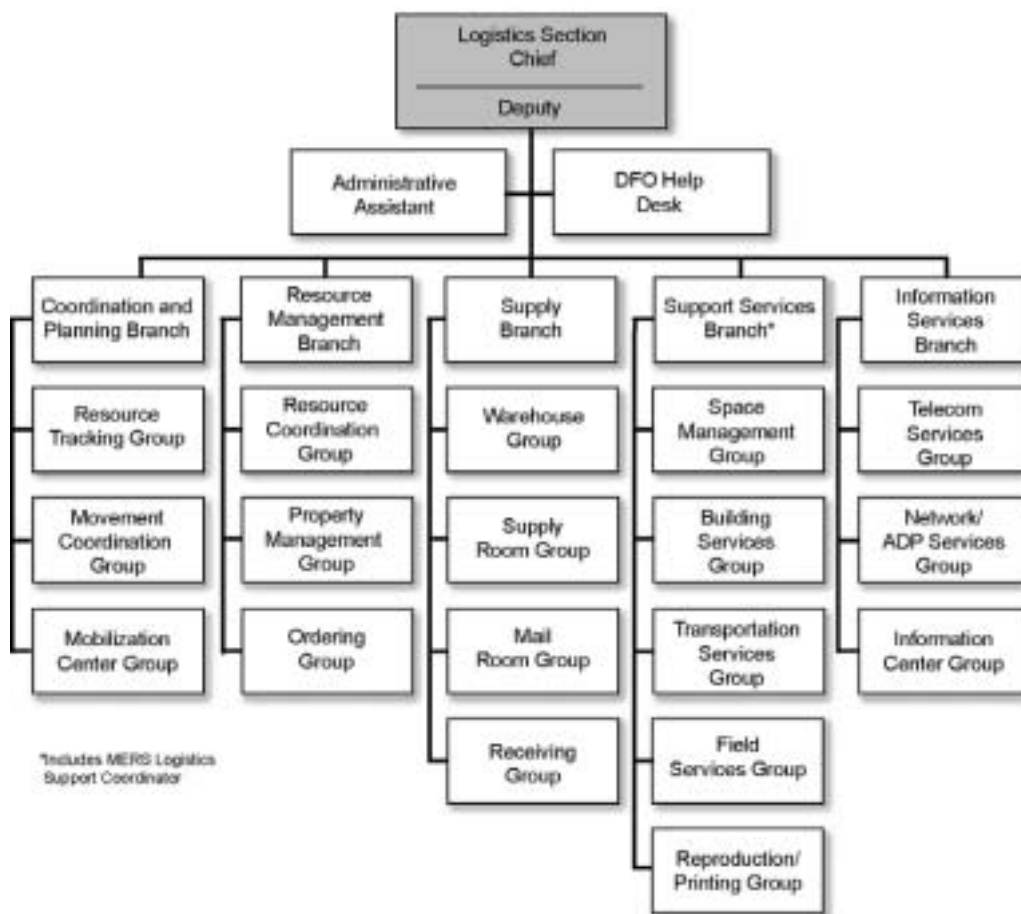 Logistics Section
Chief
Deputy
Administrative
Assistant
DFO Help
Desk
Coordination and
Planning Branch
Resource
Tracking Group
Movement
Coordination
Group
Mobilization
Center Group
Resource
Management
Branch
Resource
Coordination
Group
Property
Management
Group
Ordering
Group
Supply
Branch
Warehouse
Group
Supply
Room Group
Mail
Room Group
Receiving
Group
Support Services
Branch*
Space
Management
Group
Building
Services
Group
Transportation
Services
Group
Field
Services Group
Reproduction/
Printing Group
Information
Services
Branch
Telecom
Services
Group
Network/
ADP Services
Group
Information
Center Group
*Includes MERS Logistics
Support Coordinator